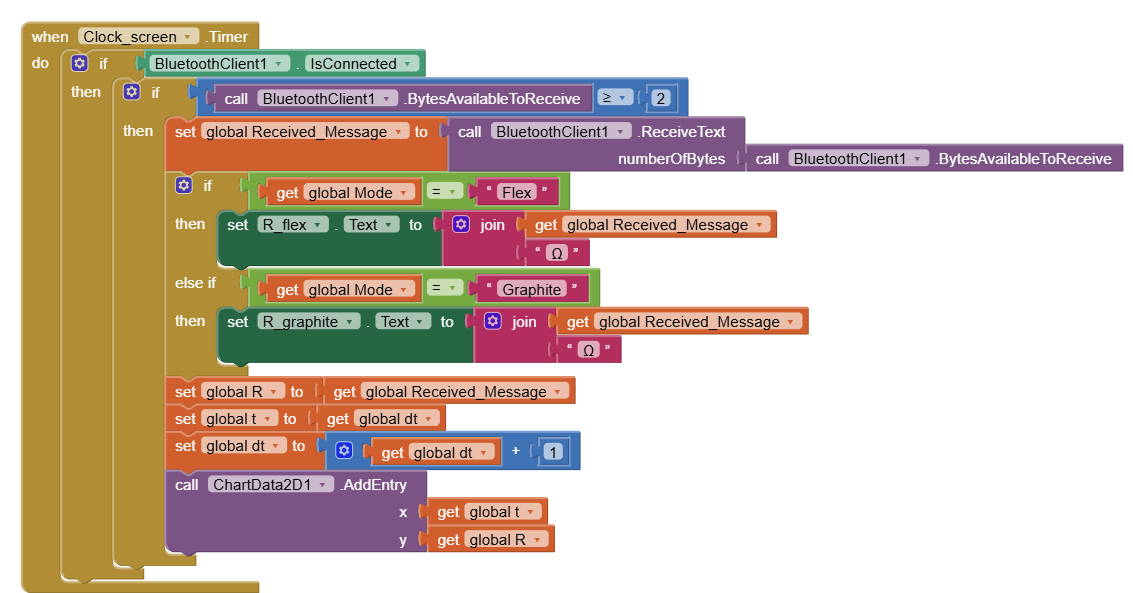 when Clock_screen .Timer
do if BluetoothClient1 . IsConnected
then if call BluetoothClient1 .BytesAvailableToReceive ≥ 2
then set global Received_Message to call BluetoothClient1 .ReceiveText
numberOfBytes call BluetoothClient1 .BytesAvailableToReceive
if get global Mode = “ Flex ”
then set R_flex . Text to join get global Received_Message
“ Ω ”
else if get global Mode = “ Graphite ”
then set R_graphite . Text to join get global Received_Message
“ Ω ”
set global R to get global Received_Message
set global t to get global dt
set global dt to get global dt + 1
call ChartData2D1 .AddEntry
x get global t
y get global R